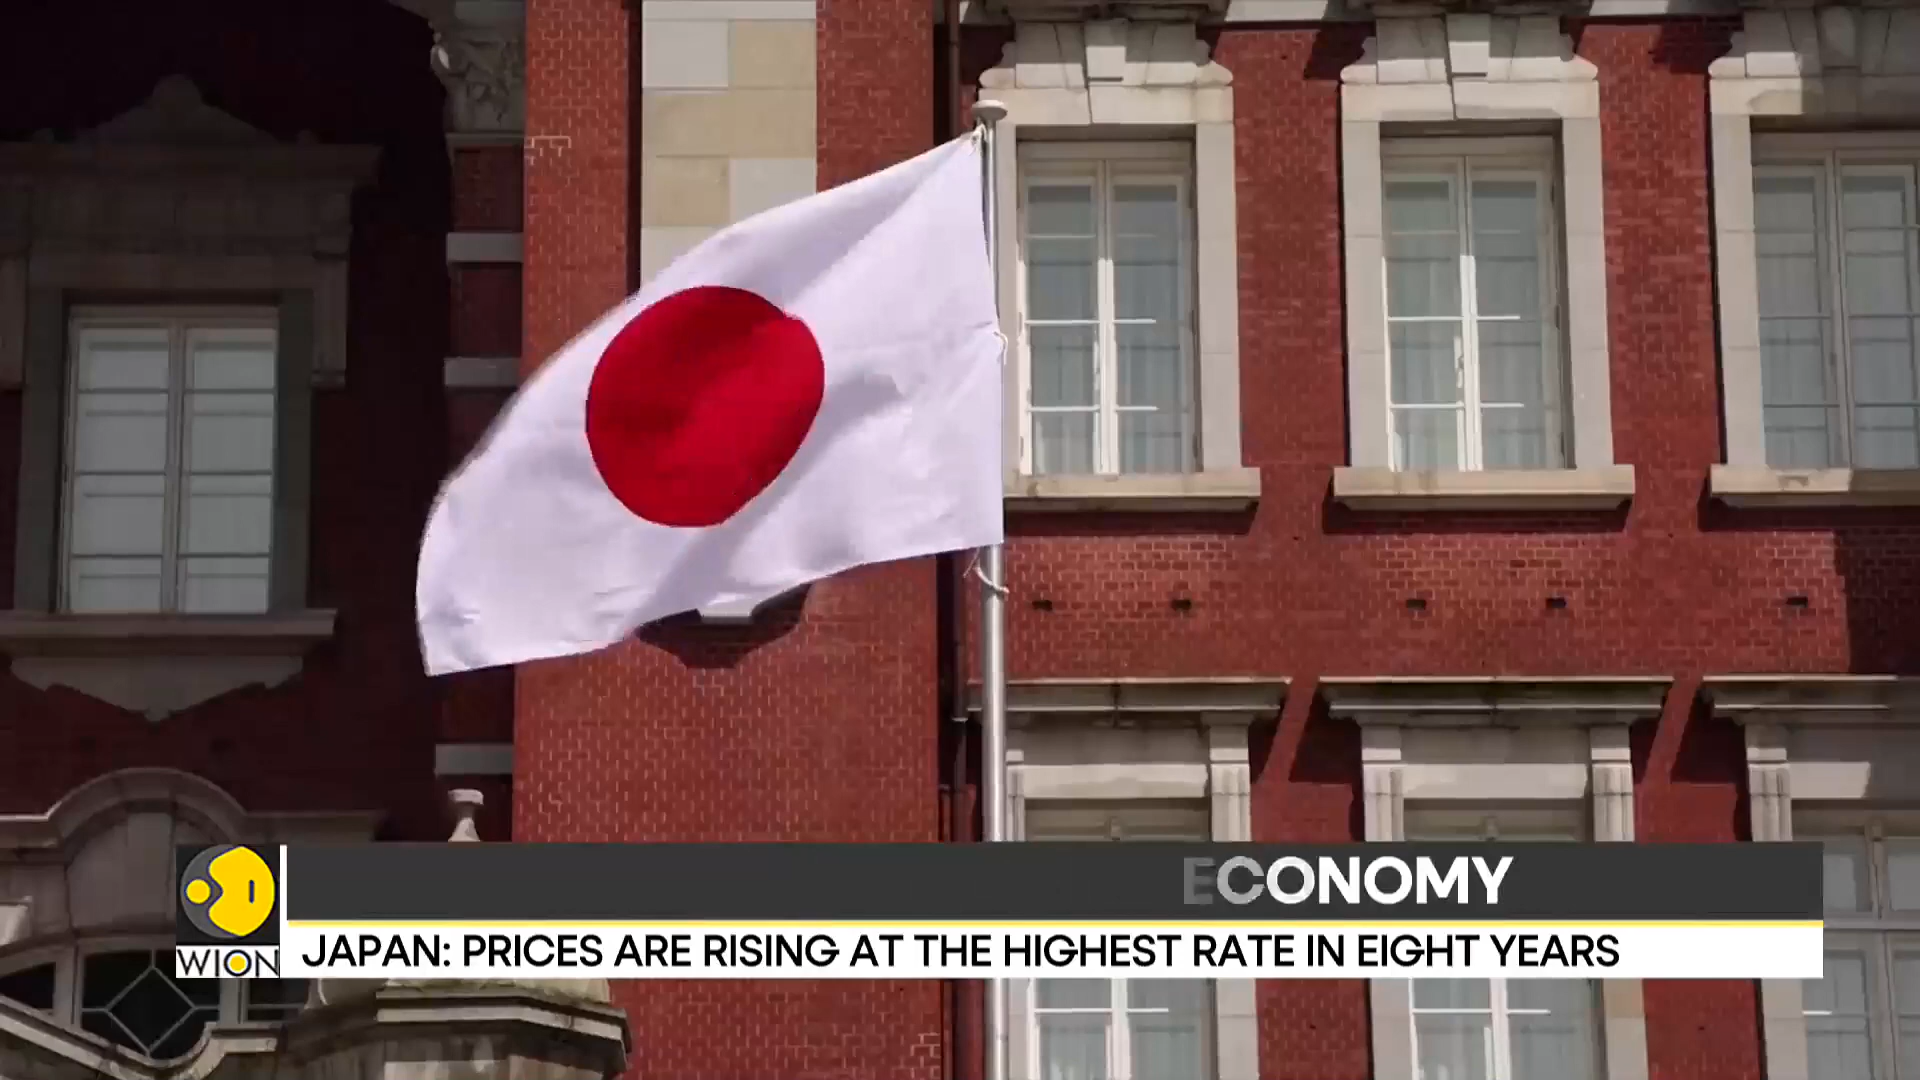 ECONOMY
WION
JAPAN: PRICES ARE RISING AT THE HIGHEST RATE IN EIGHT YEARS